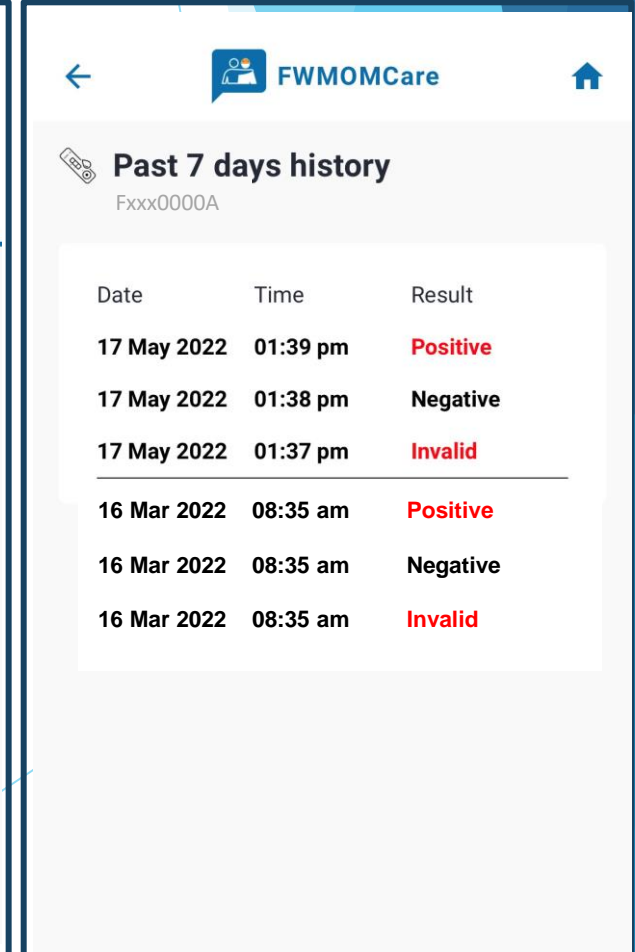 FWMOMCare
Past 7 days history
Fxxx0000A
Date Time Result
17 May 2022 01:39 pm Positive
17 May 2022 01:38 pm Negative
17 May 2022 01:37 pm Invalid
16 Mar 2022 08:35 am Positive
16 Mar 2022 08:35 am Negative
16 Mar 2022 08:35 am Invalid